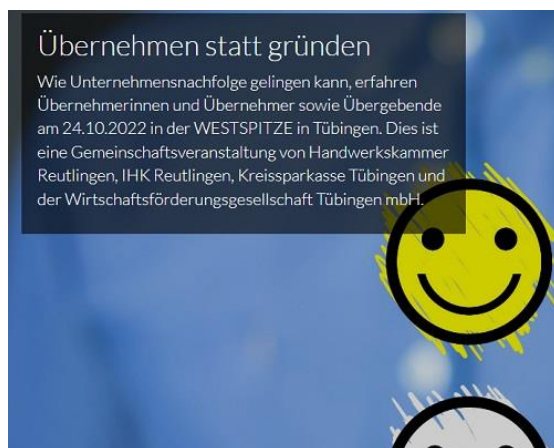 Übernehmen statt gründen
Wie Unternehmensnachfolge gelingen kann, erfahren
Übernehmerinnen und Übernehmer sowie Übergebende
am 24.10.2022 in der WESTSPITZE in Tübingen. Dies ist
eine Gemeinschaftsveranstaltung von Handwerkskammer
Reutlingen, IHK Reutlingen, Kreissparkasse Tübingen und
der Wirtschaftsförderungsgesellschaft Tübingen mbH.